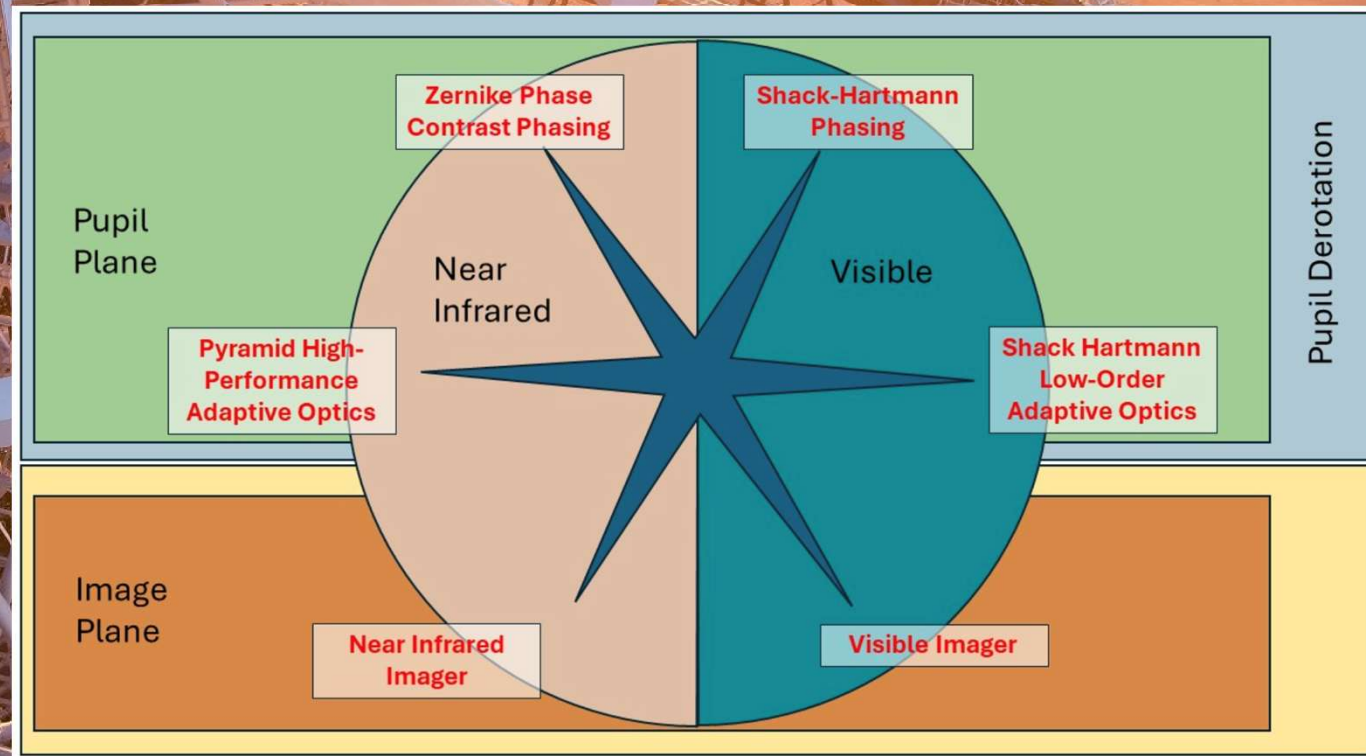 Zernike Phase
Contrast Phasing
Shack-Hartmann
Phasing
Pupil
Plane
Near
Infrared
Visible
Pupil Derotation
Pyramid High-
Performance
Adaptive Optics
Shack Hartmann
Low-Order
Adaptive Optics
Image
Plane
Near Infrared
Imager
Visible Imager